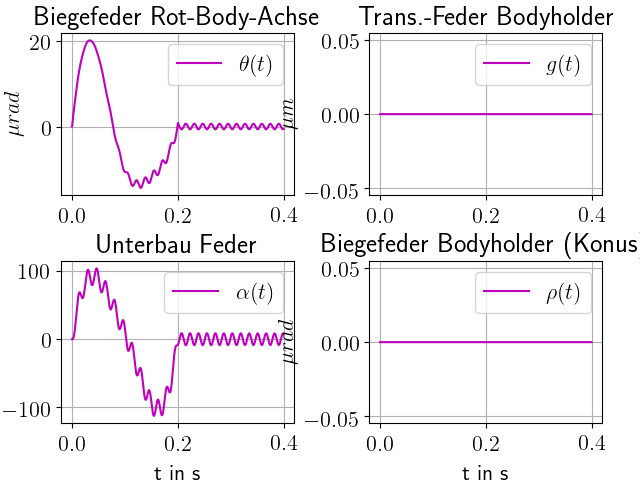 Biegefeder Rot-Body-Achse
20
0
μrad
θ(t)
0.0 0.2 0.4
Trans.-Feder Bodyholder
0.05
0.00
−0.05
μm
g(t)
0.0 0.2 0.4
Unterbau Feder
100
0
−100
α(t)
0.0 0.2 0.4
t in s
Biegefeder Bodyholder (Konus)
0.05
0.00
−0.05
μrad
ρ(t)
0.0 0.2 0.4
t in s